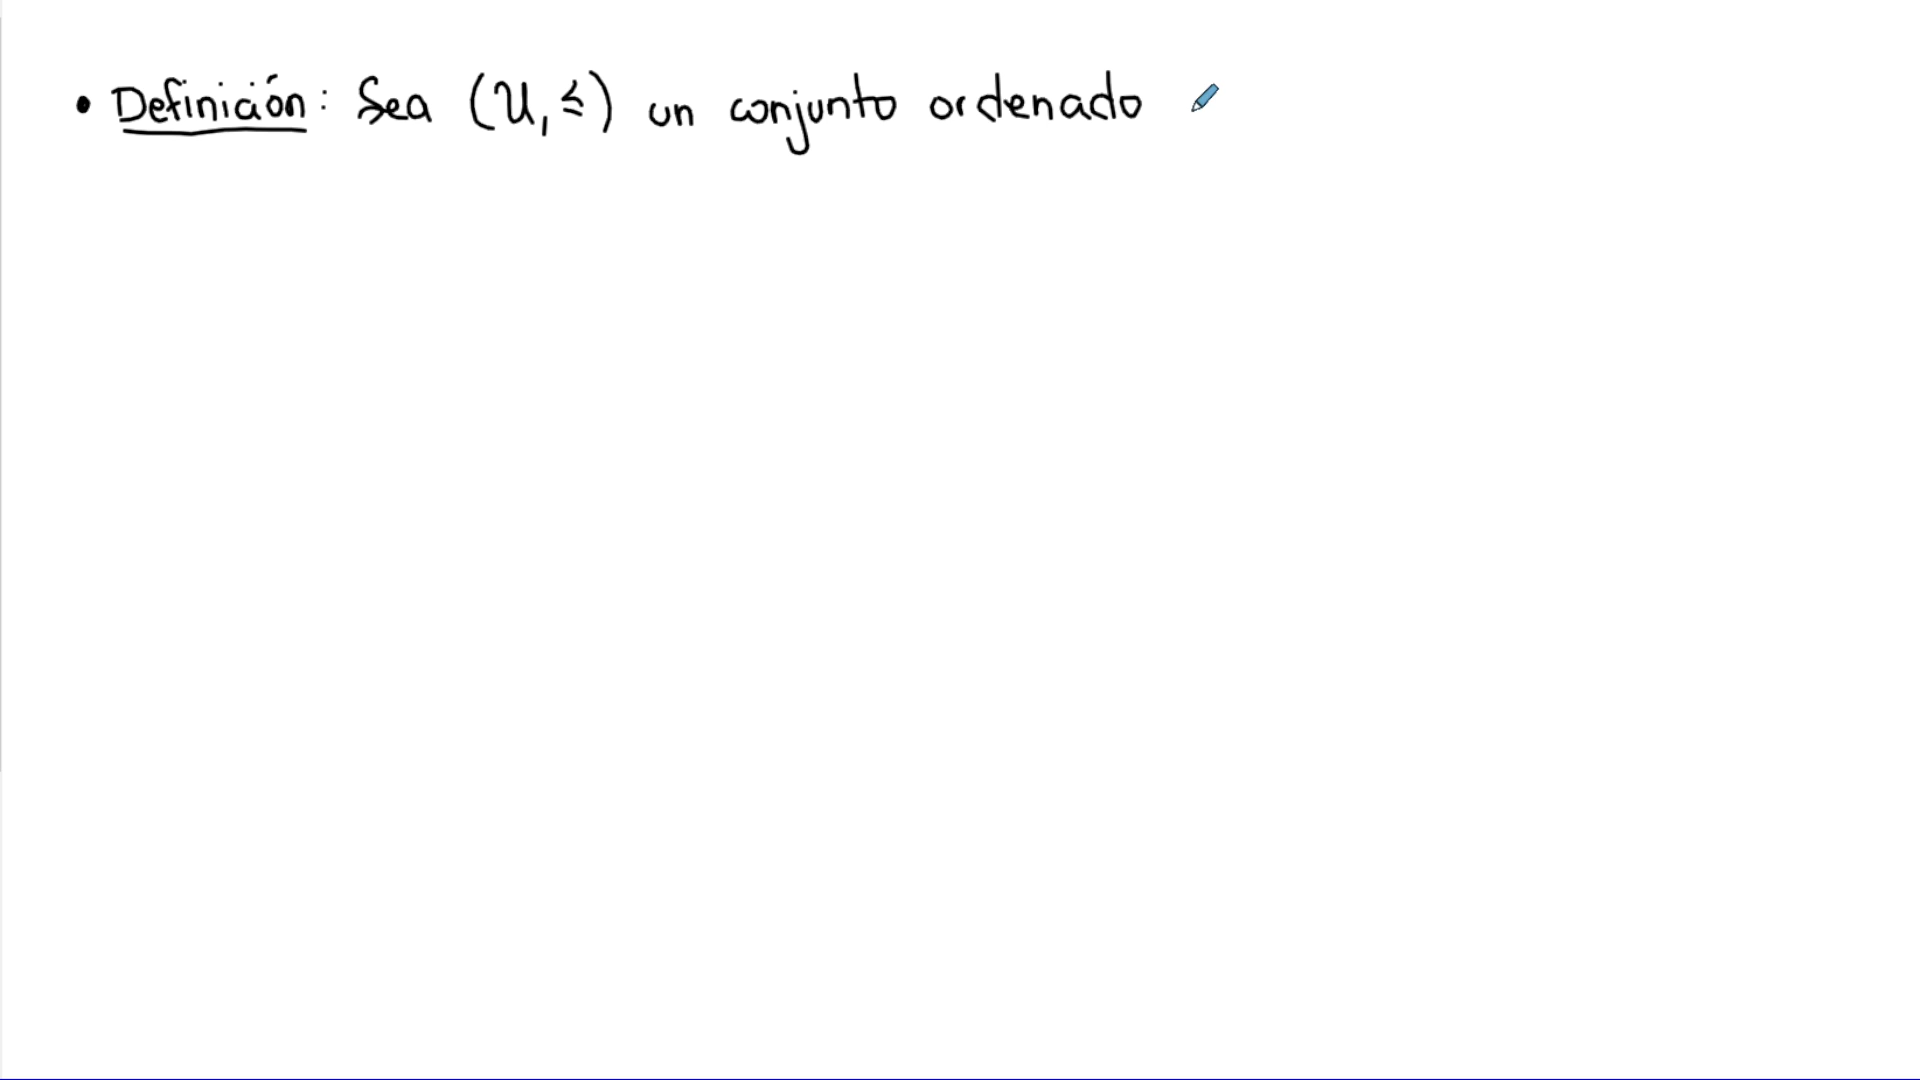 • Definición: Sea (U, ≤) un conjunto ordenado